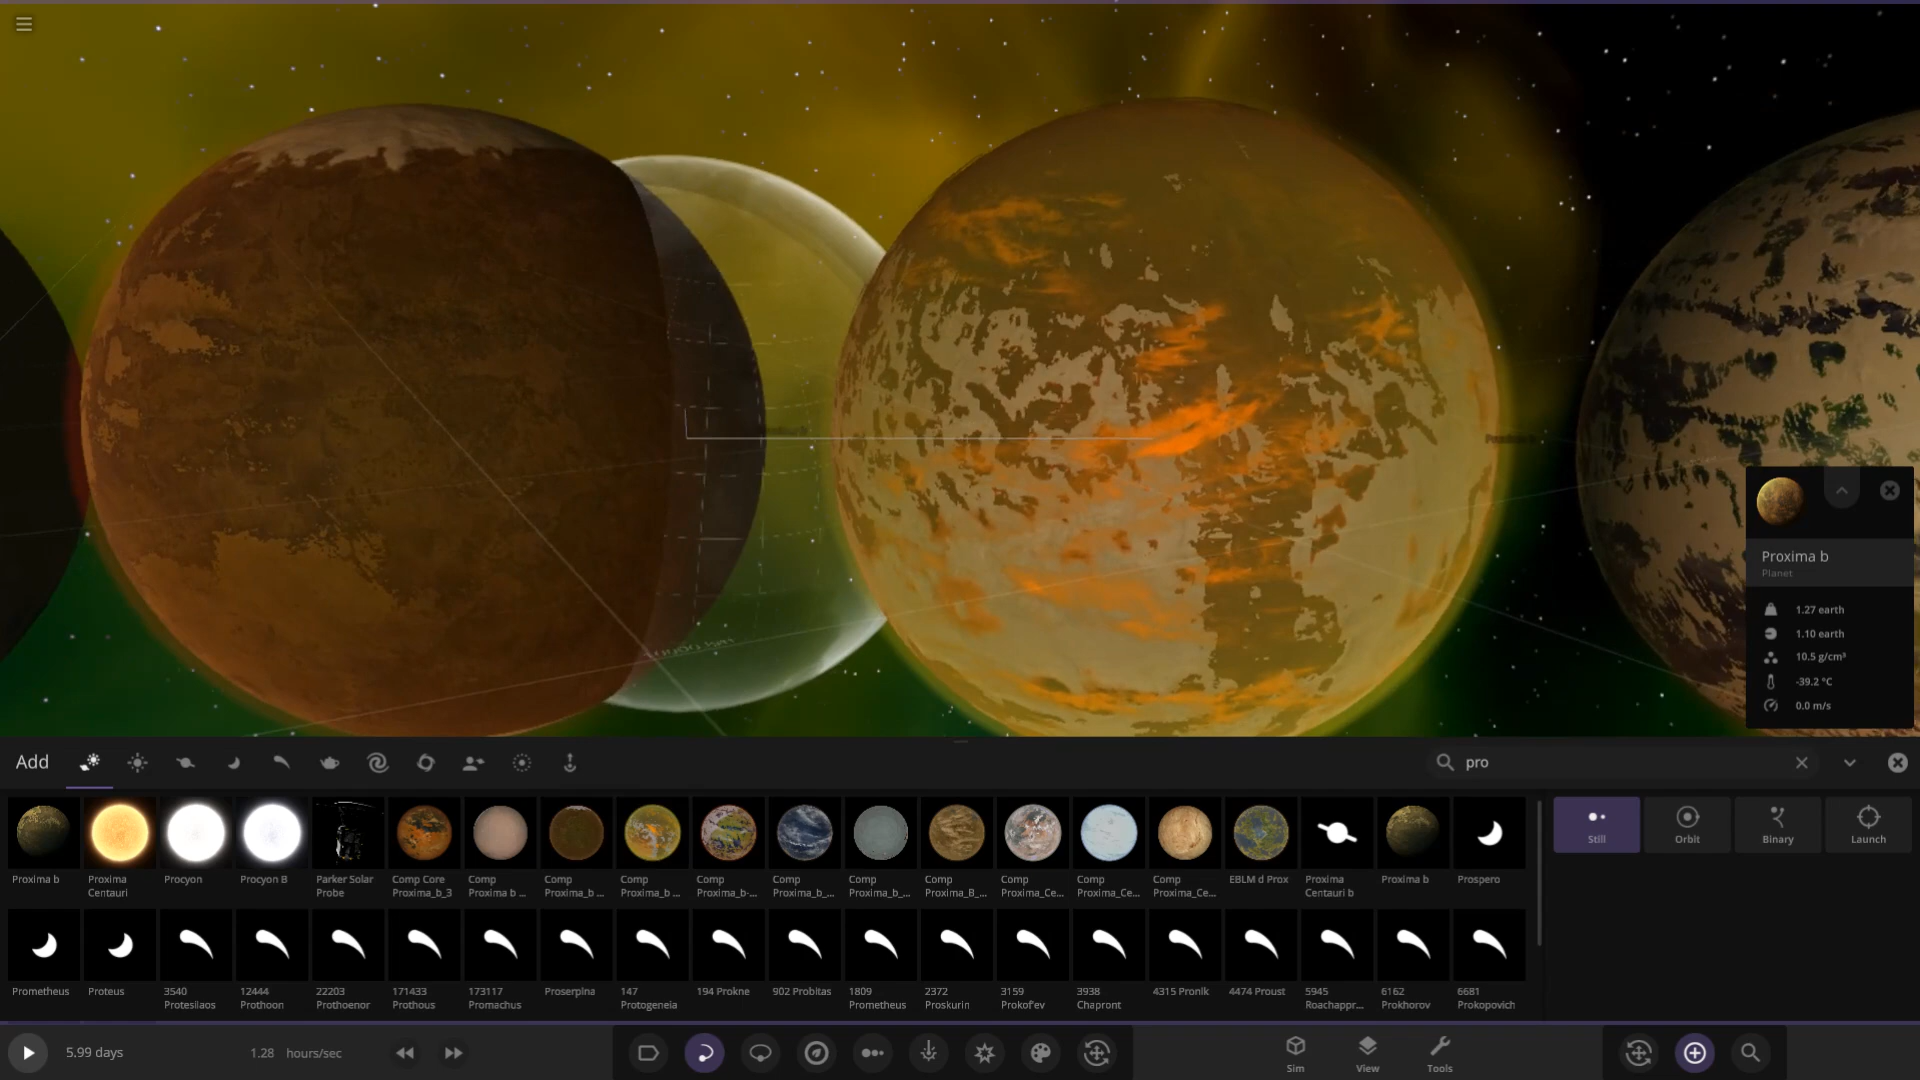 Proxima b
Planet
1.27 earth
1.10 earth
10.5 g/cm³
-39.2 °C
0.0 m/s
Add
pro
Proxima b
Proxima
Centauri
Procyon
Procyon B
Parker Solar
Probe
Comp Core
Proxima_b_3
Comp
Proxima b ...
Comp
Proxima_b ...
Comp
Proxima_b ...
Comp
Proxima_b-...
Comp
Proxima_b_...
Comp
Proxima_b_...
Comp
Proxima_B_...
Comp
Proxima_Ce...
Comp
Proxima_Ce...
Comp
Proxima_Ce...
EBLM d Prox
Proxima
Centauri b
Proxima b
Prospero
Still
Orbit
Binary
Launch
Prometheus
Proteus
3540
Protesilaos
12444
Prothoon
22203
Prothoenor
171433
Prothous
173117
Promachus
Proserpina
147
Protogeneia
194 Prokne
902 Probitas
1809
Prometheus
2372
Proskurin
3159
Prokof'ev
3938
Chapront
4315 Pronik
4474 Proust
5945
Roachappr...
6162
Prokhorov
6681
Prokopovich
5.99 days
1.28 hours/sec
Sim
View
Tools